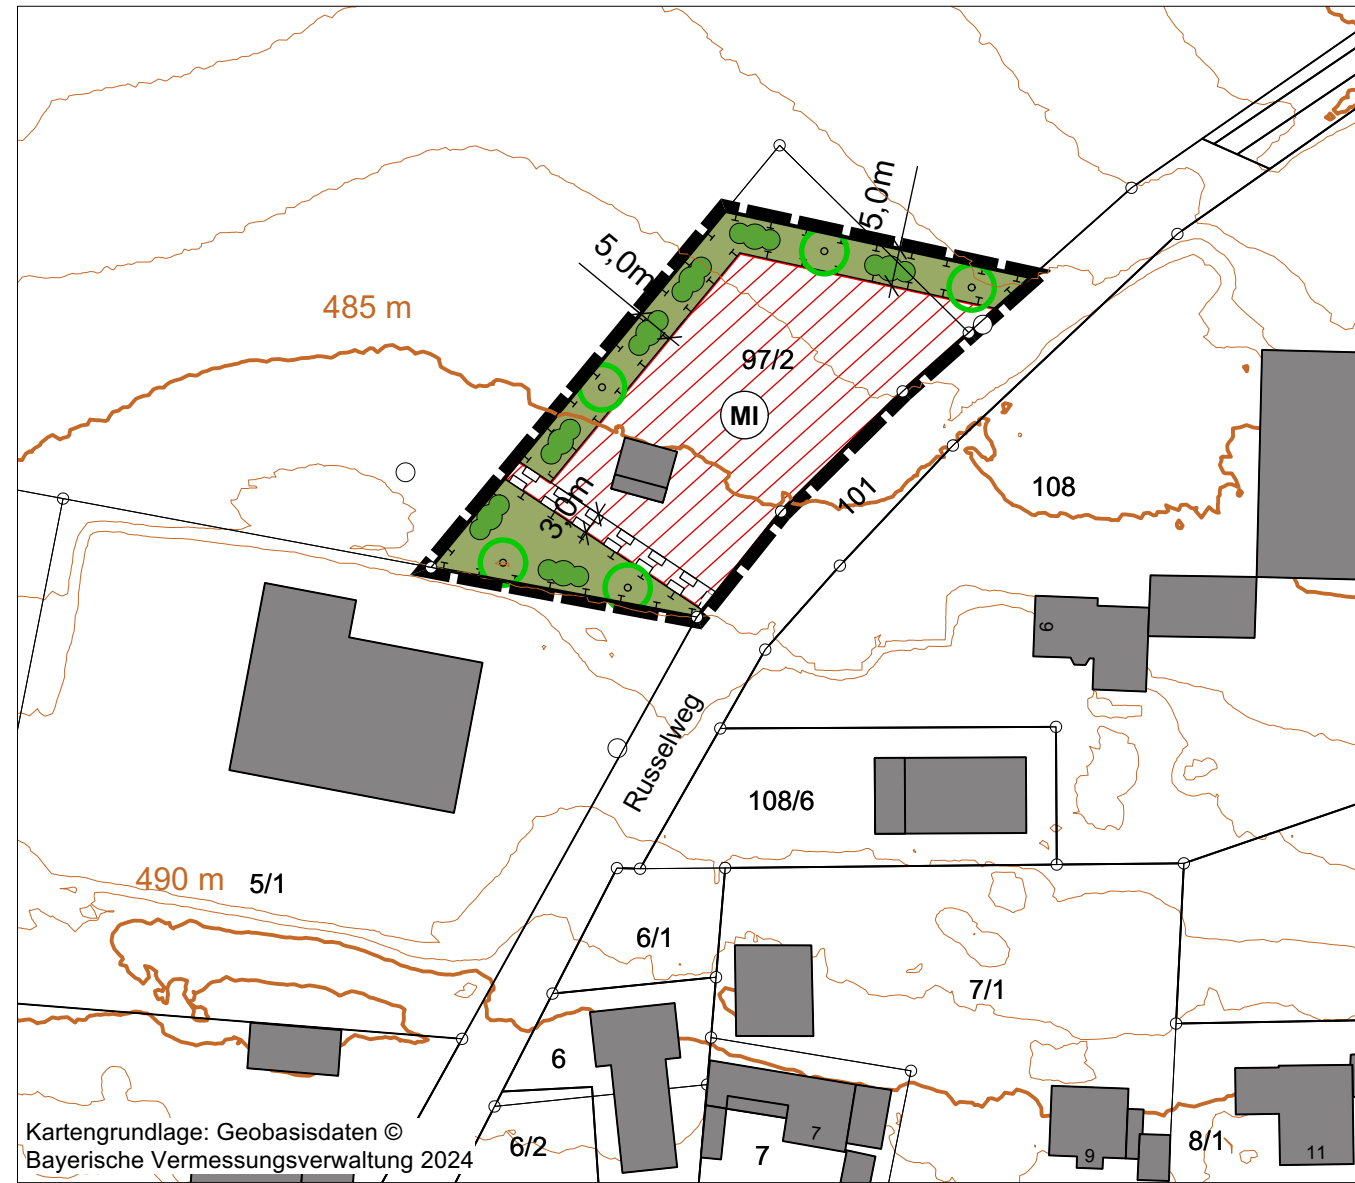 5,0m
5,0m
485 m
97/2
MI
3,0m
101
108
6
Russelweg
108/6
490 m
5/1
6/1
7/1
6
7
9
8/1
11
6/2
7
Kartengrundlage: Geobasisdaten ©
Bayerische Vermessungsverwaltung 2024